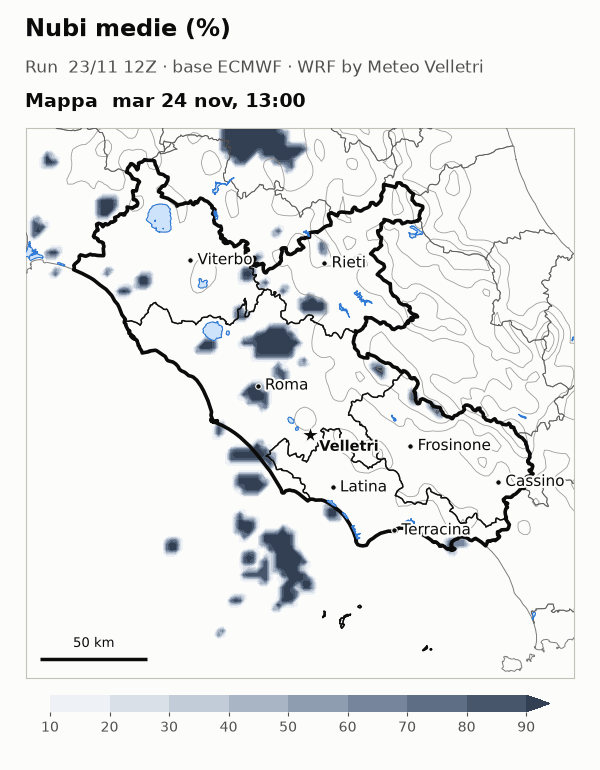 Nubi medie (%)
Run  23/11 12Z · base ECMWF · WRF by Meteo Velletri
Mappa  mar 24 nov, 13:00
Viterbo
Rieti
Roma
Velletri
Frosinone
Latina
Cassino
Terracina
50 km
10 20 30 40 50 60 70 80 90